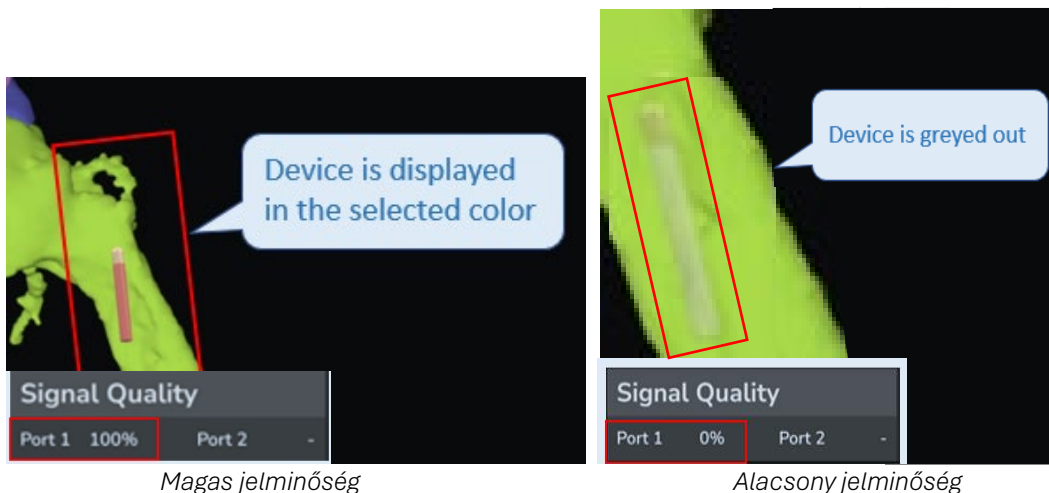 Device is displayed
in the selected color
Signal Quality
Port 1 100% Port 2 -
Magas jelminőség
Device is greyed out
Signal Quality
Port 1 0% Port 2 -
Alacsony jelminőség